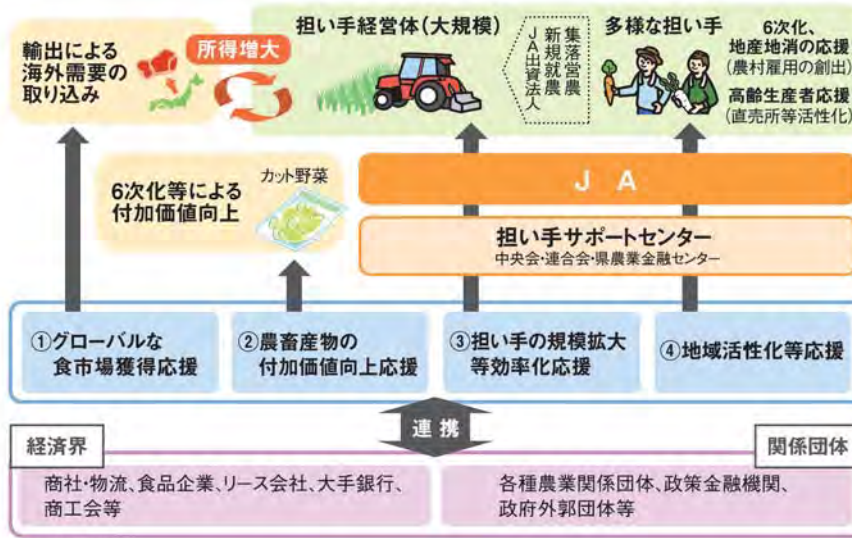 輸出による
海外需要の
取り込み
所得増大
担い手経営体(大規模)
集落営農
新規就農
JA出資法人
多様な担い手
6次化、
地産地消の応援
(農村雇用の創出)
高齢生産者応援
(直売所等活性化)
6次化等による
付加価値向上
カット野菜
JA
担い手サポートセンター
中央会・連合会・県農業金融センター
①グローバルな
食市場獲得応援
②農畜産物の
付加価値向上応援
③担い手の規模拡大
等効率化応援
④地域活性化等応援
連携
経済界
商社・物流、食品企業、リース会社、大手銀行、
商工会等
関係団体
各種農業関係団体、政策金融機関、
政府外郭団体等